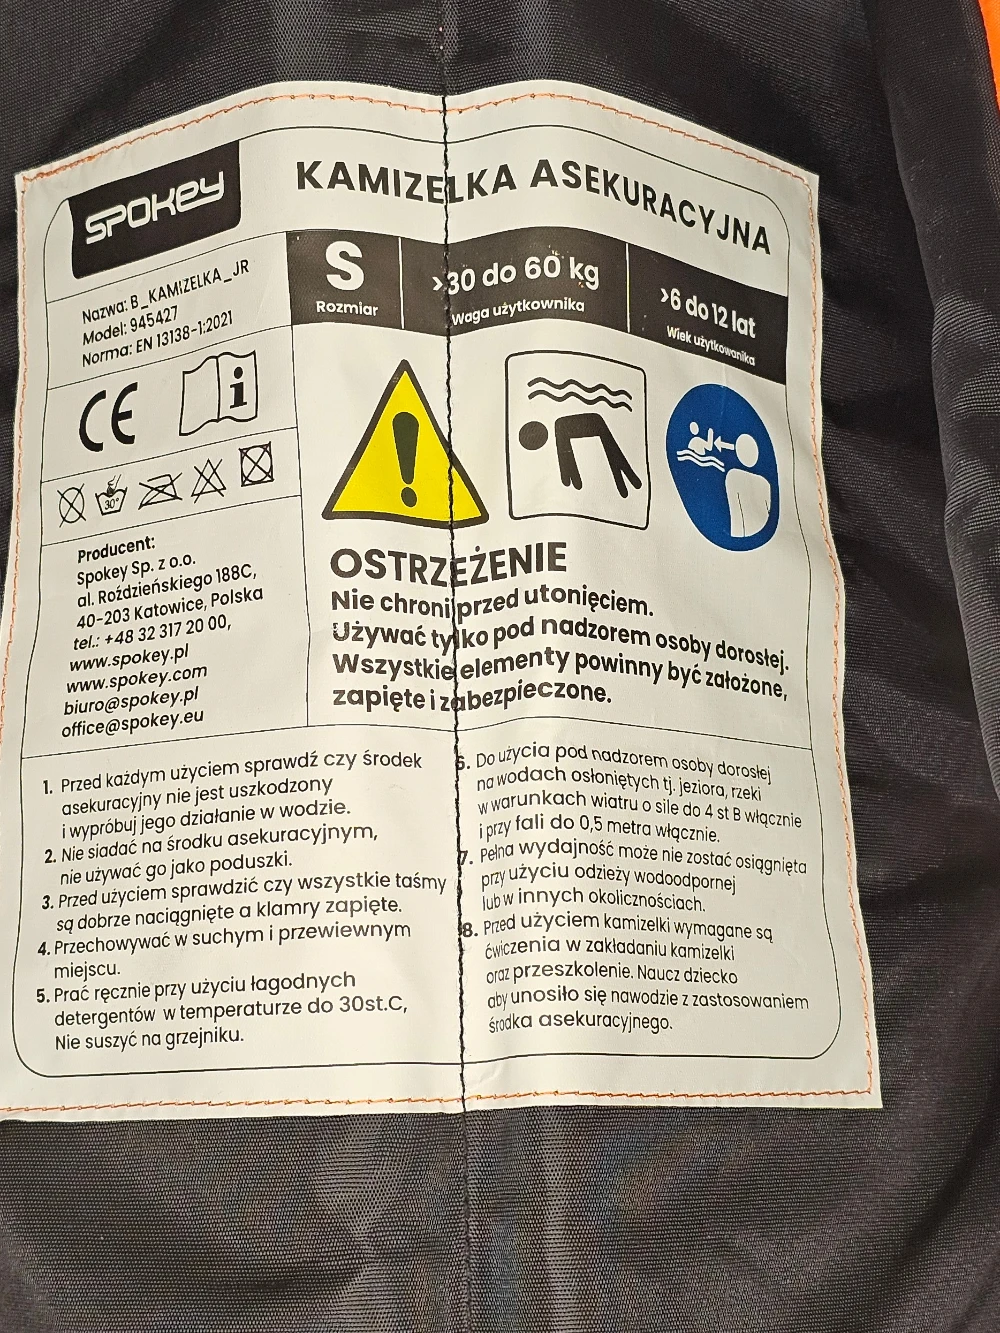 SPOKEY
KAMIZELKA ASEKURACYJNA
Nazwa: B_KAMIZELKA_JR
Model: 945427
Norma: EN 13138-1:2021
S
Rozmiar
>30 do 60 kg
Waga użytkownika
>6 do 12 lat
Wiek użytkowanika
CE
i
30°
Producent:
Spokey Sp. z o.o.
al. Roździeńskiego 188C,
40-203 Katowice, Polska
tel.: +48 32 317 20 00,
www.spokey.pl
www.spokey.com
biuro@spokey.pl
office@spokey.eu
OSTRZEŻENIE
Nie chroni przed utonięciem.
Używać tylko pod nadzorem osoby dorosłej.
Wszystkie elementy powinny być założone,
zapięte i zabezpieczone.
1. Przed każdym użyciem sprawdź czy środek
asekuracyjny nie jest uszkodzony
i wypróbuj jego działanie w wodzie.
2. Nie siadać na środku asekuracyjnym,
nie używać go jako poduszki.
3. Przed użyciem sprawdzić czy wszystkie taśmy
są dobrze naciągnięte a klamry zapięte.
4. Przechowywać w suchym i przewiewnym
miejscu.
5. Prać ręcznie przy użyciu łagodnych
detergentów w temperaturze do 30st.C,
Nie suszyć na grzejniku.
6. Do użycia pod nadzorem osoby dorosłej
na wodach osłoniętych tj. jeziora, rzeki
w warunkach wiatru o sile do 4 st B włącznie
i przy fali do 0,5 metra włącznie.
7. Pełna wydajność może nie zostać osiągnięta
przy użyciu odzieży wodoodpornej
lub w innych okolicznościach.
8. Przed użyciem kamizelki wymagane są
ćwiczenia w zakładaniu kamizelki
oraz przeszkolenie. Naucz dziecko
aby unosiło się nawodzie z zastosowaniem
środka asekuracyjnego.